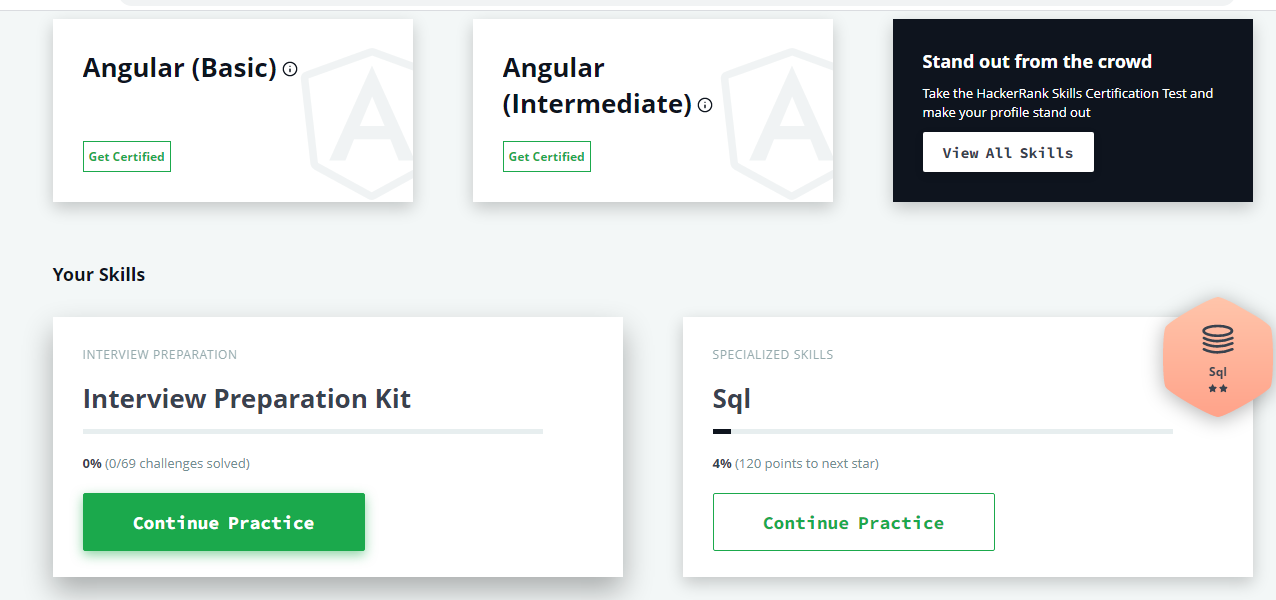 Angular (Basic)
Get Certified
Angular
(Intermediate)
Get Certified
Stand out from the crowd
Take the HackerRank Skills Certification Test and
make your profile stand out
View All Skills
Your Skills
INTERVIEW PREPARATION
Interview Preparation Kit
0% (0/69 challenges solved)
Continue Practice
SPECIALIZED SKILLS
Sql
4% (120 points to next star)
Continue Practice
Sql